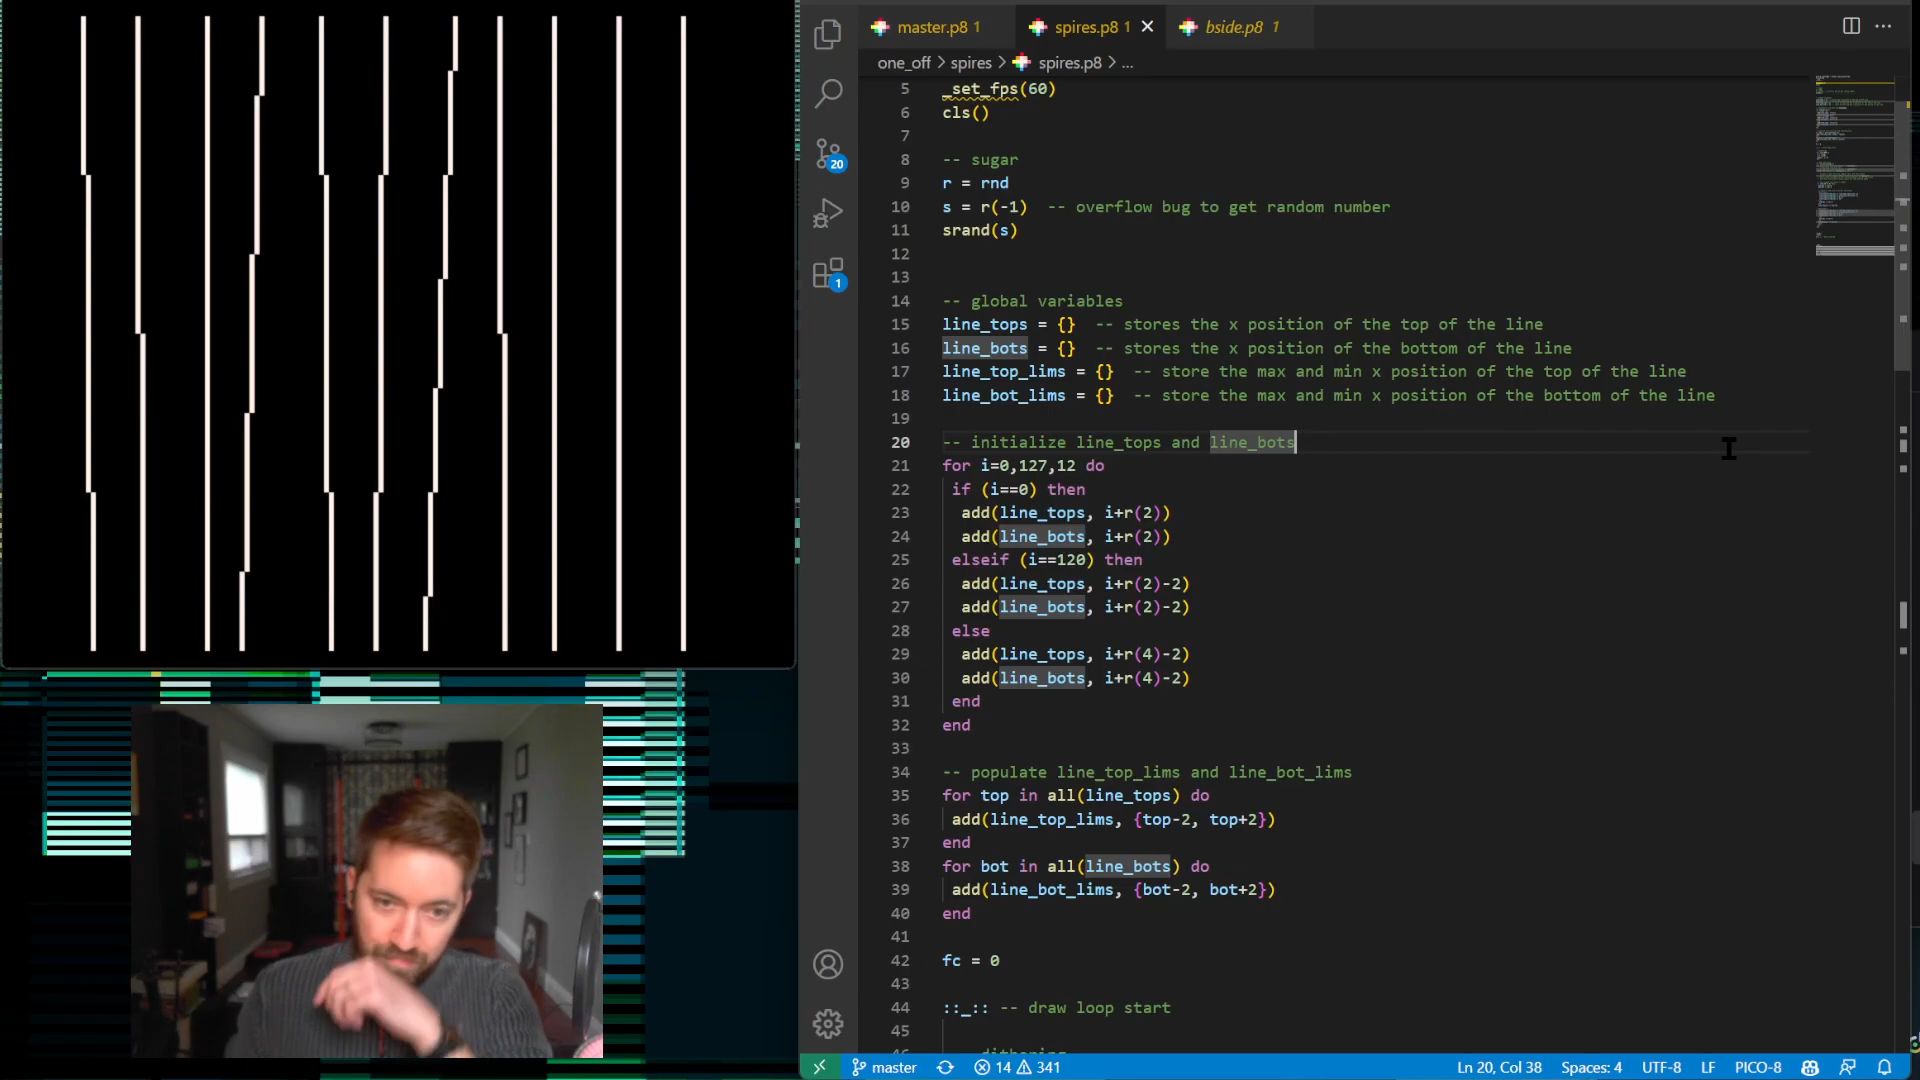 master.p8 1
spires.p8 1
bside.p8 1
one_off > spires > spires.p8 > ...
5 _set_fps(60)
6 cls()
7
8 -- sugar
9 r = rnd
10 s = r(-1)  -- overflow bug to get random number
11 srand(s)
12
13
14 -- global variables
15 line_tops = {}  -- stores the x position of the top of the line
16 line_bots = {}  -- stores the x position of the bottom of the line
17 line_top_lims = {}  -- store the max and min x position of the top of the line
18 line_bot_lims = {}  -- store the max and min x position of the bottom of the line
19
20 -- initialize line_tops and line_bots
21 for i=0,127,12 do
22  if (i==0) then
23   add(line_tops, i+r(2))
24   add(line_bots, i+r(2))
25  elseif (i==120) then
26   add(line_tops, i+r(2)-2)
27   add(line_bots, i+r(2)-2)
28  else
29   add(line_tops, i+r(4)-2)
30   add(line_bots, i+r(4)-2)
31  end
32 end
33
34 -- populate line_top_lims and line_bot_lims
35 for top in all(line_tops) do
36  add(line_top_lims, {top-2, top+2})
37 end
38 for bot in all(line_bots) do
39  add(line_bot_lims, {bot-2, bot+2})
40 end
41
42 fc = 0
43
44 ::_:: -- draw loop start
45
20
1
master 14 341 Ln 20, Col 38 Spaces: 4 UTF-8 LF PICO-8